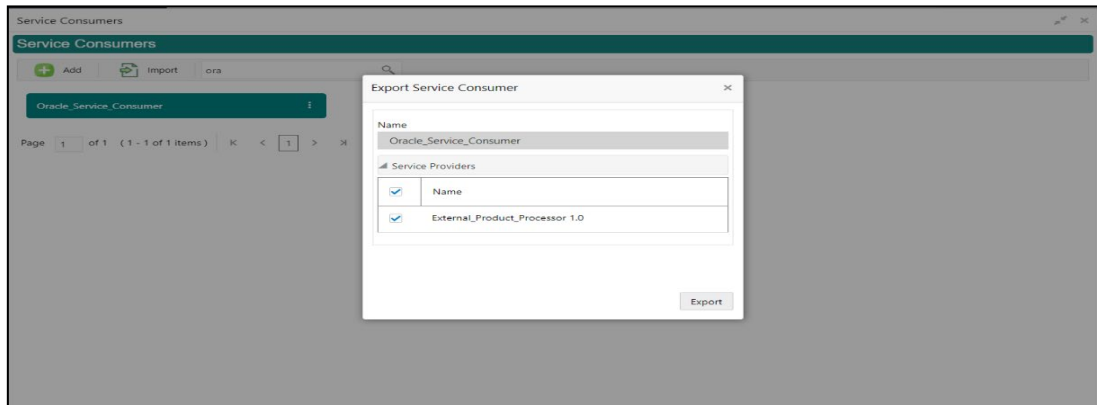 Service Consumers
Service Consumers
Add Import ora
Oracle_Service_Consumer
Page 1 of 1 (1 - 1 of 1 items) K < 1 > >|
Export Service Consumer
Name
Oracle_Service_Consumer
Service Providers
Name
External_Product_Processor 1.0
Export